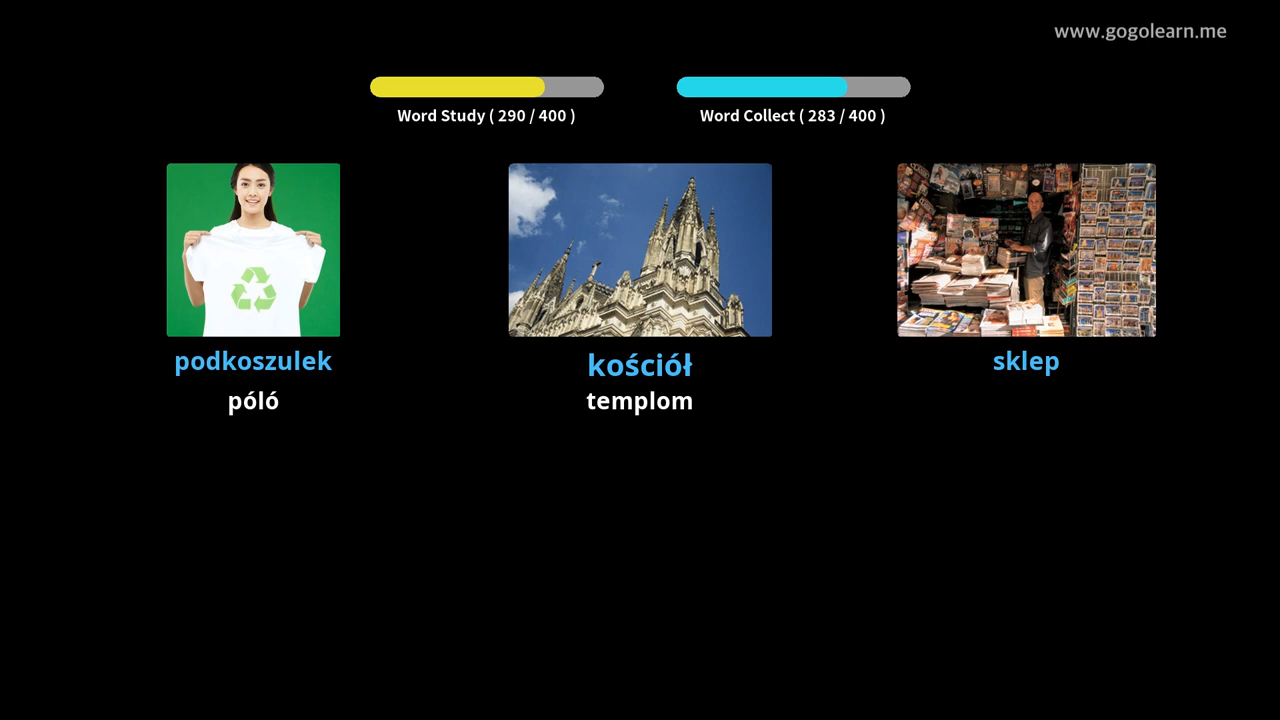 www.gogolearn.me
Word Study ( 290 / 400 )
Word Collect ( 283 / 400 )
podkoszulek
póló
kościół
templom
sklep